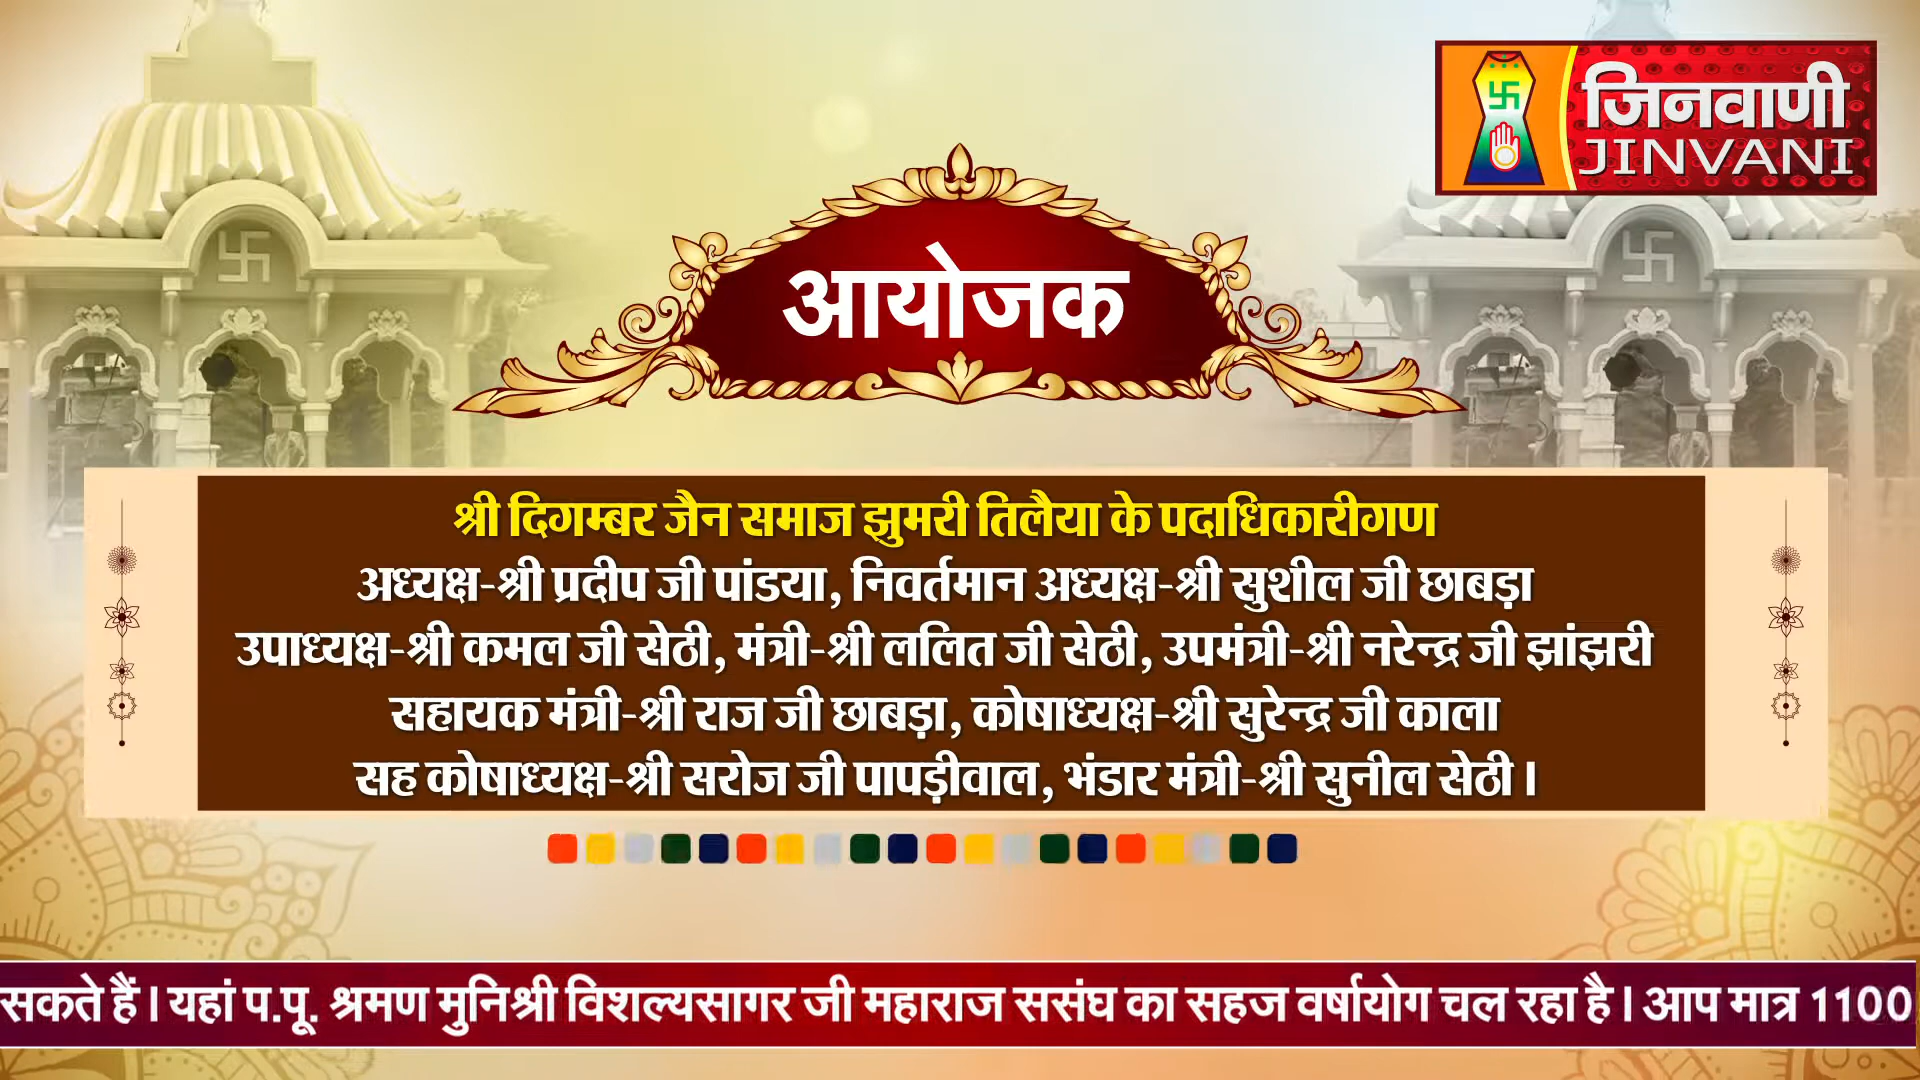 जिनवाणी
JINVANI
आयोजक
श्री दिगम्बर जैन समाज झुमरी तिलैया के पदाधिकारीगण
अध्यक्ष-श्री प्रदीप जी पांडया, निवर्तमान अध्यक्ष-श्री सुशील जी छाबड़ा
उपाध्यक्ष-श्री कमल जी सेठी, मंत्री-श्री ललित जी सेठी, उपमंत्री-श्री नरेन्द्र जी झांझरी
सहायक मंत्री-श्री राज जी छाबड़ा, कोषाध्यक्ष-श्री सुरेन्द्र जी काला
सह कोषाध्यक्ष-श्री सरोज जी पापड़ीवाल, भंडार मंत्री-श्री सुनील सेठी ।
सकते हैं । यहां प.पू. श्रमण मुनिश्री विशल्यसागर जी महाराज ससंघ का सहज वर्षायोग चल रहा है । आप मात्र 1100